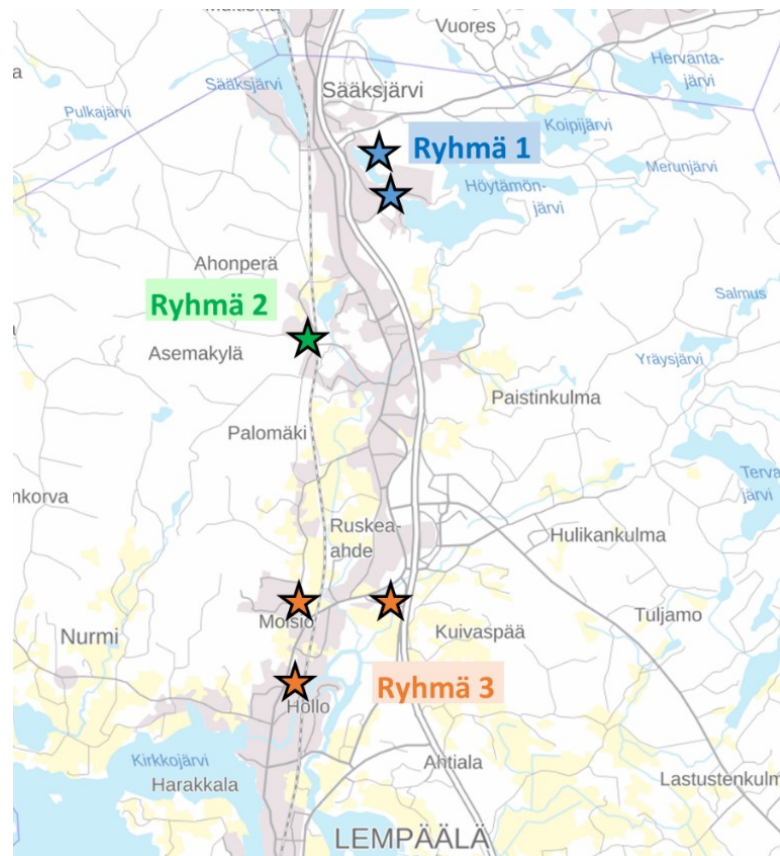 Vuores
Hervanta-
järvi
Sääksjärvi
Sääksjärvi
Pulkajärvi
Koipijärvi
Ryhmä 1
Merunjärvi
Höytämön-
järvi
Ahonperä
Ryhmä 2
Salmus
Asemakylä
Yräysjärvi
Paistinkulma
Palomäki
Terva
järvi
nkorva
Ruskea-
ahde
Hulikankulma
Moisio
Tuljamo
Nurmi
Kuivaspää
Ryhmä 3
Hollo
Kirkkojärvi
Ahtiala
Harakkala
Lastustenkulm
LEMPÄÄLÄ